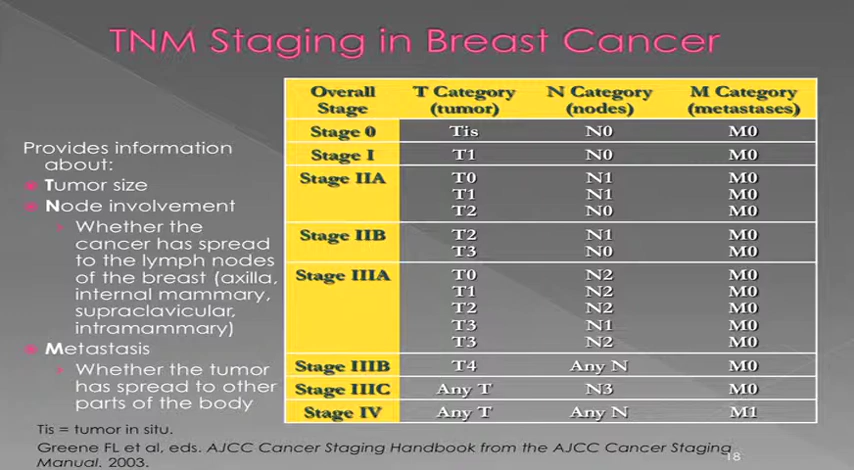 TNM Staging in Breast Cancer
Provides information
about:
Tumor size
Node involvement
Whether the
cancer has spread
to the lymph nodes
of the breast (axilla,
internal mammary,
supraclavicular,
intramammary)
Metastasis
Whether the tumor
has spread to other
parts of the body
Overall Stage T Category (tumor) N Category (nodes) M Category (metastases)
Stage 0 Tis N0 M0
Stage I T1 N0 M0
Stage IIA T0 N1 M0
T1 N1 M0
T2 N0 M0
Stage IIB T2 N1 M0
T3 N0 M0
Stage IIIA T0 N2 M0
T1 N2 M0
T2 N2 M0
T3 N1 M0
T3 N2 M0
Stage IIIB T4 Any N M0
Stage IIIC Any T N3 M0
Stage IV Any T Any N M1
Tis = tumor in situ.
Greene FL et al, eds. AJCC Cancer Staging Handbook from the AJCC Cancer Staging
Manual. 2003.
18